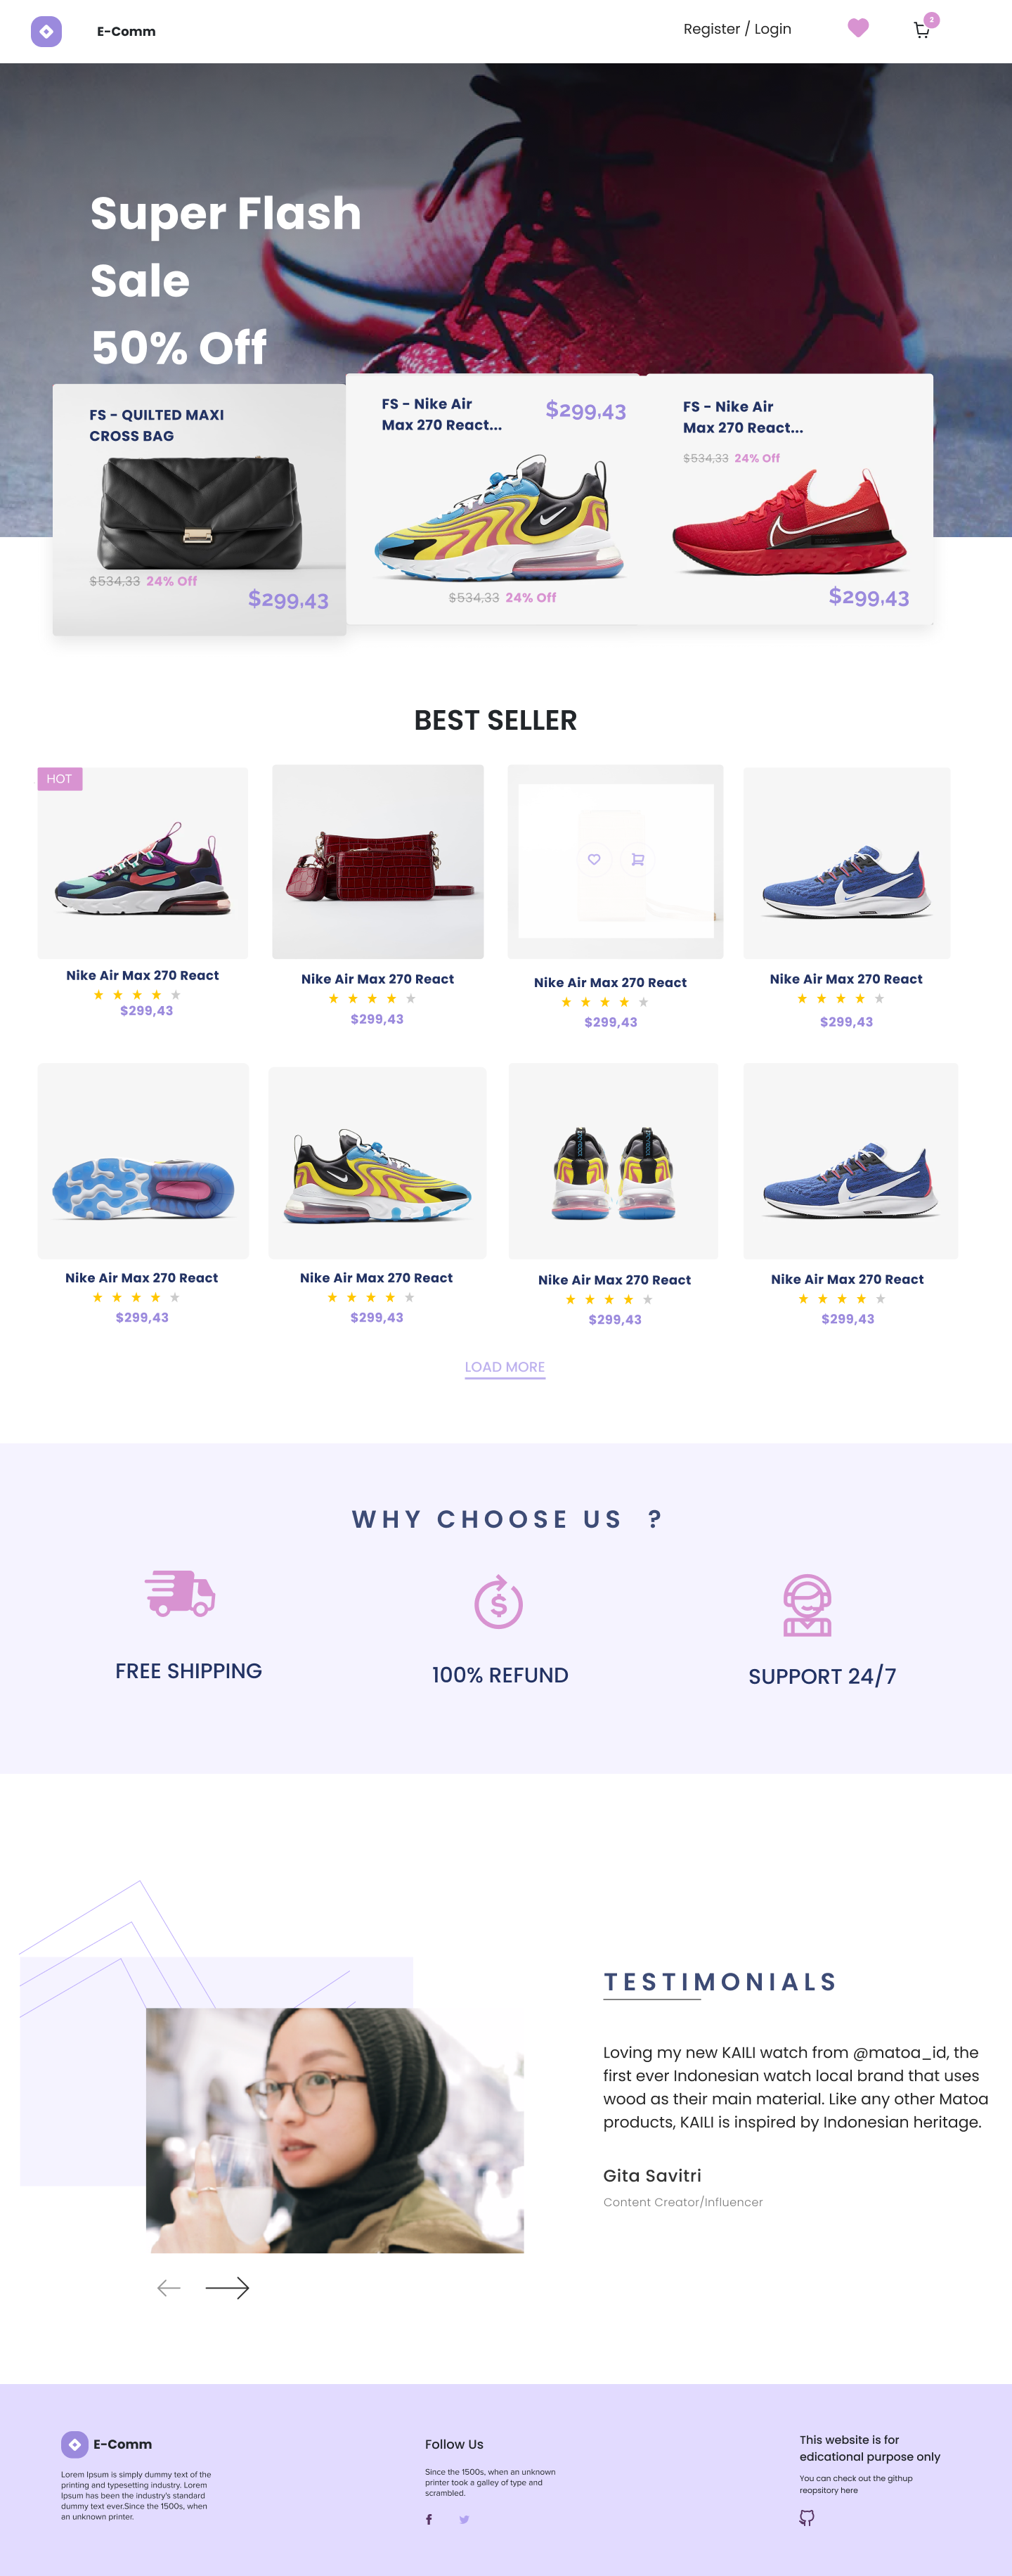 E-Comm
Register / Login
2
Super Flash
Sale
50% Off
FS - QUILTED MAXI
CROSS BAG
$534,33 24% Off
$299,43
FS - Nike Air
Max 270 React...
$299,43
$534,33 24% Off
FS - Nike Air
Max 270 React...
$534,33 24% Off
$299,43
BEST SELLER
HOT
Nike Air Max 270 React
$299,43
Nike Air Max 270 React
$299,43
Nike Air Max 270 React
$299,43
Nike Air Max 270 React
$299,43
Nike Air Max 270 React
$299,43
Nike Air Max 270 React
$299,43
Nike Air Max 270 React
$299,43
Nike Air Max 270 React
$299,43
LOAD MORE
WHY CHOOSE US ?
FREE SHIPPING
100% REFUND
SUPPORT 24/7
TESTIMONIALS
Loving my new KAILI watch from @matoa_id, the
first ever Indonesian watch local brand that uses
wood as their main material. Like any other Matoa
products, KAILI is inspired by Indonesian heritage.
Gita Savitri
Content Creator/Influencer
E-Comm
Lorem Ipsum is simply dummy text of the
printing and typesetting industry. Lorem
Ipsum has been the industry's standard
dummy text ever.Since the 1500s, when
an unknown printer.
Follow Us
Since the 1500s, when an unknown
printer took a galley of type and
scrambled.
This website is for
edicational purpose only
You can check out the githup
reopsitory here